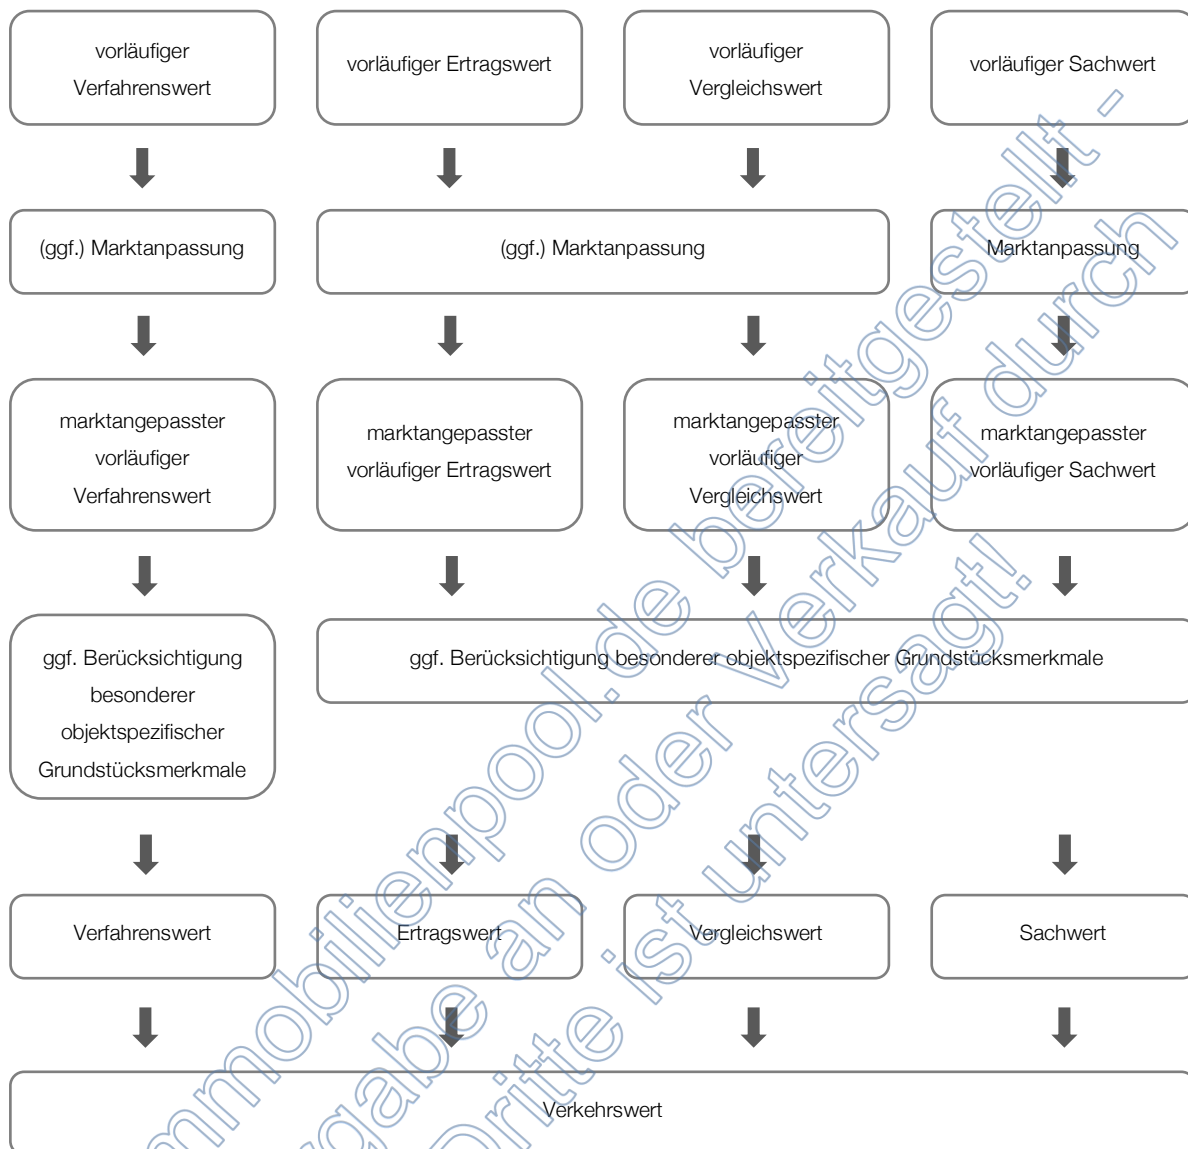 vorläufiger
Verfahrenswert
vorläufiger Ertragswert
vorläufiger
Vergleichswert
vorläufiger Sachwert
(ggf.) Marktanpassung
(ggf.) Marktanpassung
Marktanpassung
marktangepasster
vorläufiger
Verfahrenswert
marktangepasster
vorläufiger Ertragswert
marktangepasster
vorläufiger
Vergleichswert
marktangepasster
vorläufiger Sachwert
ggf. Berücksichtigung
besonderer
objektspezifischer
Grundstücksmerkmale
ggf. Berücksichtigung besonderer objektspezifischer Grundstücksmerkmale
Verfahrenswert
Ertragswert
Vergleichswert
Sachwert
Verkehrswert
mmobilienpool.de bereitgestellt -
rgabe an oder Verkauf durch
Dritte ist untersagt!